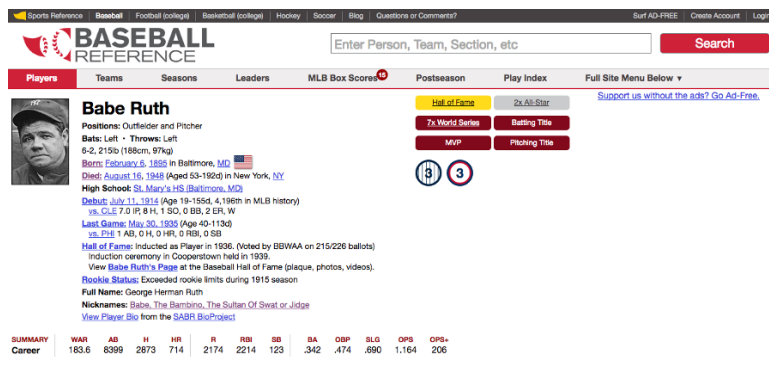 Sports Reference Baseball Football (college) Basketball (college) Hockey Soccer Blog Questions or Comments? Surf AD-FREE Create Account Login
BASEBALL
REFERENCE
Enter Person, Team, Section, etc
Search
Players Teams Seasons Leaders MLB Box Scores 15 Postseason Play Index Full Site Menu Below ▼
Support us without the ads? Go Ad-Free.
Babe Ruth
Positions: Outfielder and Pitcher
Bats: Left • Throws: Left
6-2, 215lb (188cm, 97kg)
Born: February 6, 1895 in Baltimore, MD
Died: August 16, 1948 (Aged 53-192d) in New York, NY
High School: St. Mary's HS (Baltimore, MD)
Debut: July 11, 1914 (Age 19-155d, 4,196th in MLB history)
vs. CLE 7.0 IP, 8 H, 1 SO, 0 BB, 2 ER, W
Last Game: May 30, 1935 (Age 40-113d)
vs. PHI 1 AB, 0 H, 0 HR, 0 RBI, 0 SB
Hall of Fame: Inducted as Player in 1936. (Voted by BBWAA on 215/226 ballots)
Induction ceremony in Cooperstown held in 1939.
View Babe Ruth's Page at the Baseball Hall of Fame (plaque, photos, videos).
Rookie Status: Exceeded rookie limits during 1915 season
Full Name: George Herman Ruth
Nicknames: Babe, The Bambino, The Sultan Of Swat or Jidge
View Player Bio from the SABR BioProject
Hall of Fame 2x All-Star
7x World Series Batting Title
MVP Pitching Title
3 3
SUMMARY WAR AB H HR R RBI SB BA OBP SLG OPS OPS+
Career 183.6 8399 2873 714 2174 2214 123 .342 .474 .690 1.164 206